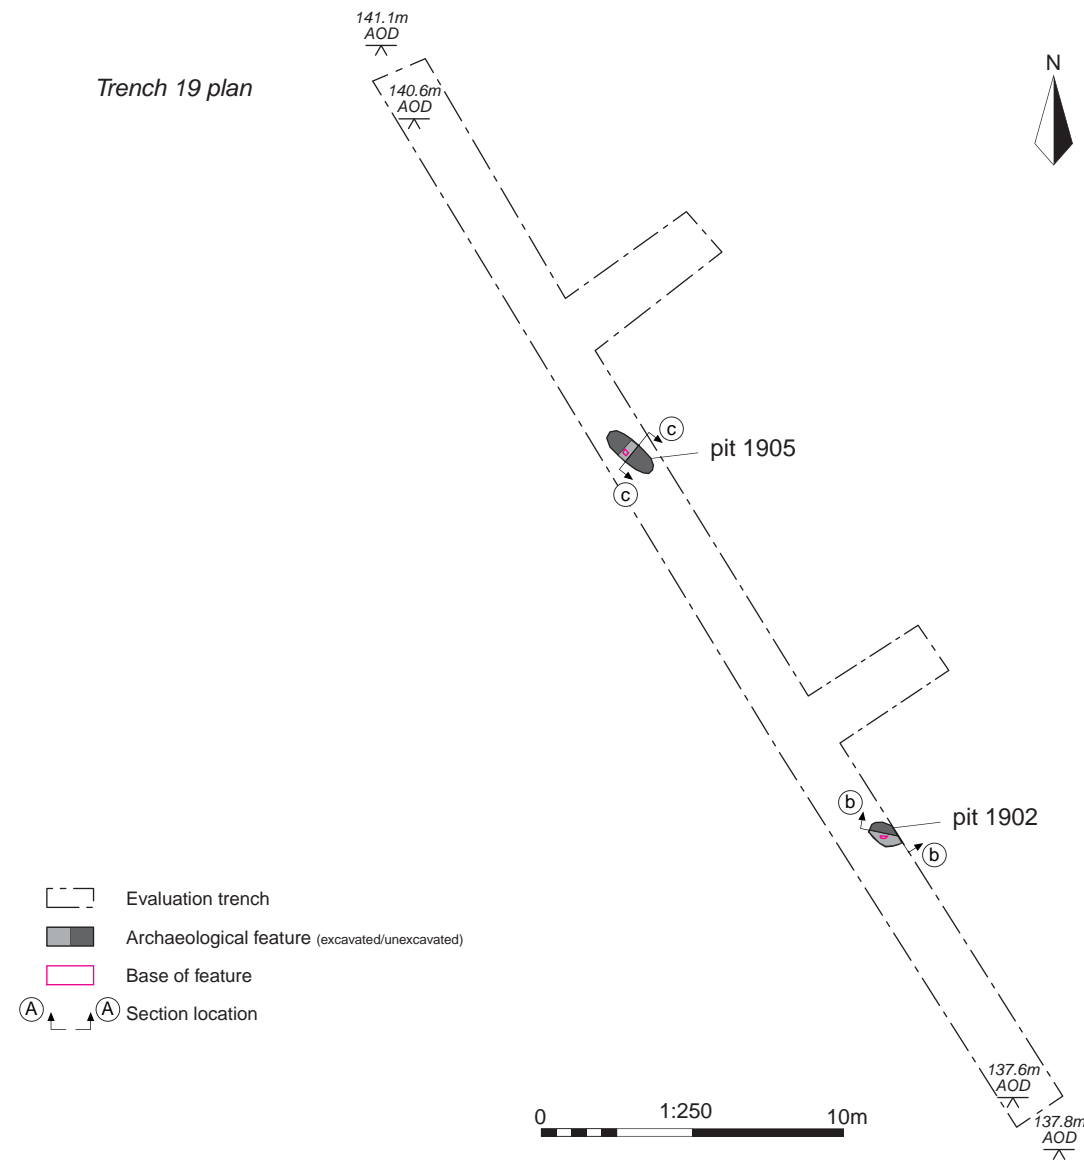 141.1m
AOD
Trench 19 plan
N
140.6m
AOD
c
pit 1905
c
b
pit 1902
b
Evaluation trench
Archaeological feature (excavated/unexcavated)
Base of feature
A A Section location
137.6m
AOD
0 1:250 10m
137.8m
AOD